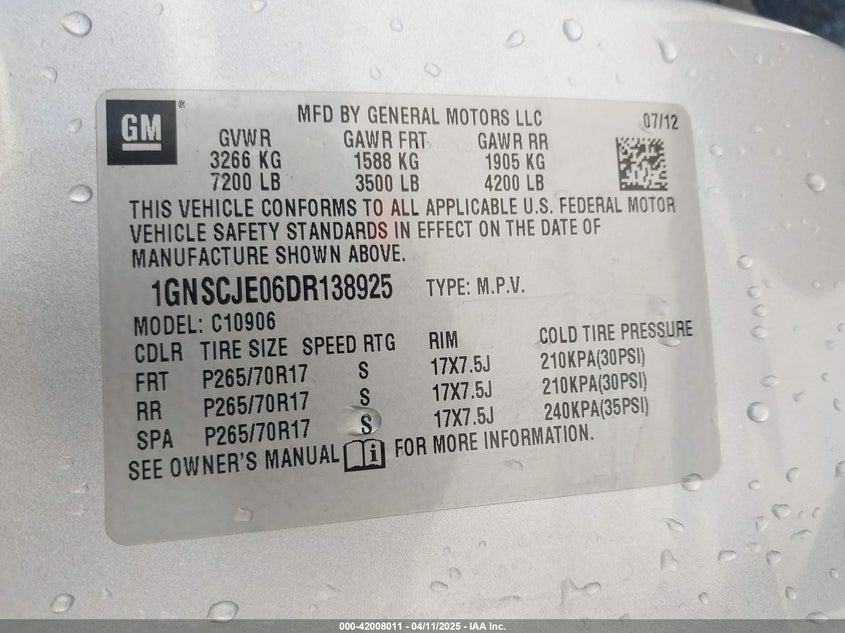 GM ®
MFD BY GENERAL MOTORS LLC 07/12
GVWR GAWR FRT GAWR RR
3266 KG 1588 KG 1905 KG
7200 LB 3500 LB 4200 LB
THIS VEHICLE CONFORMS TO ALL APPLICABLE U.S. FEDERAL MOTOR
VEHICLE SAFETY STANDARDS IN EFFECT ON THE DATE OF
MANUFACTURE SHOWN ABOVE.
1GNSCJE06DR138925 TYPE: M.P.V.
MODEL: C10906
CDLR TIRE SIZE SPEED RTG RIM COLD TIRE PRESSURE
FRT P265/70R17 S 17X7.5J 210KPA(30PSI)
RR P265/70R17 S 17X7.5J 210KPA(30PSI)
SPA P265/70R17 S 17X7.5J 240KPA(35PSI)
SEE OWNER'S MANUAL i FOR MORE INFORMATION.
000-42008011 - 04/11/2025 - IAA Inc.